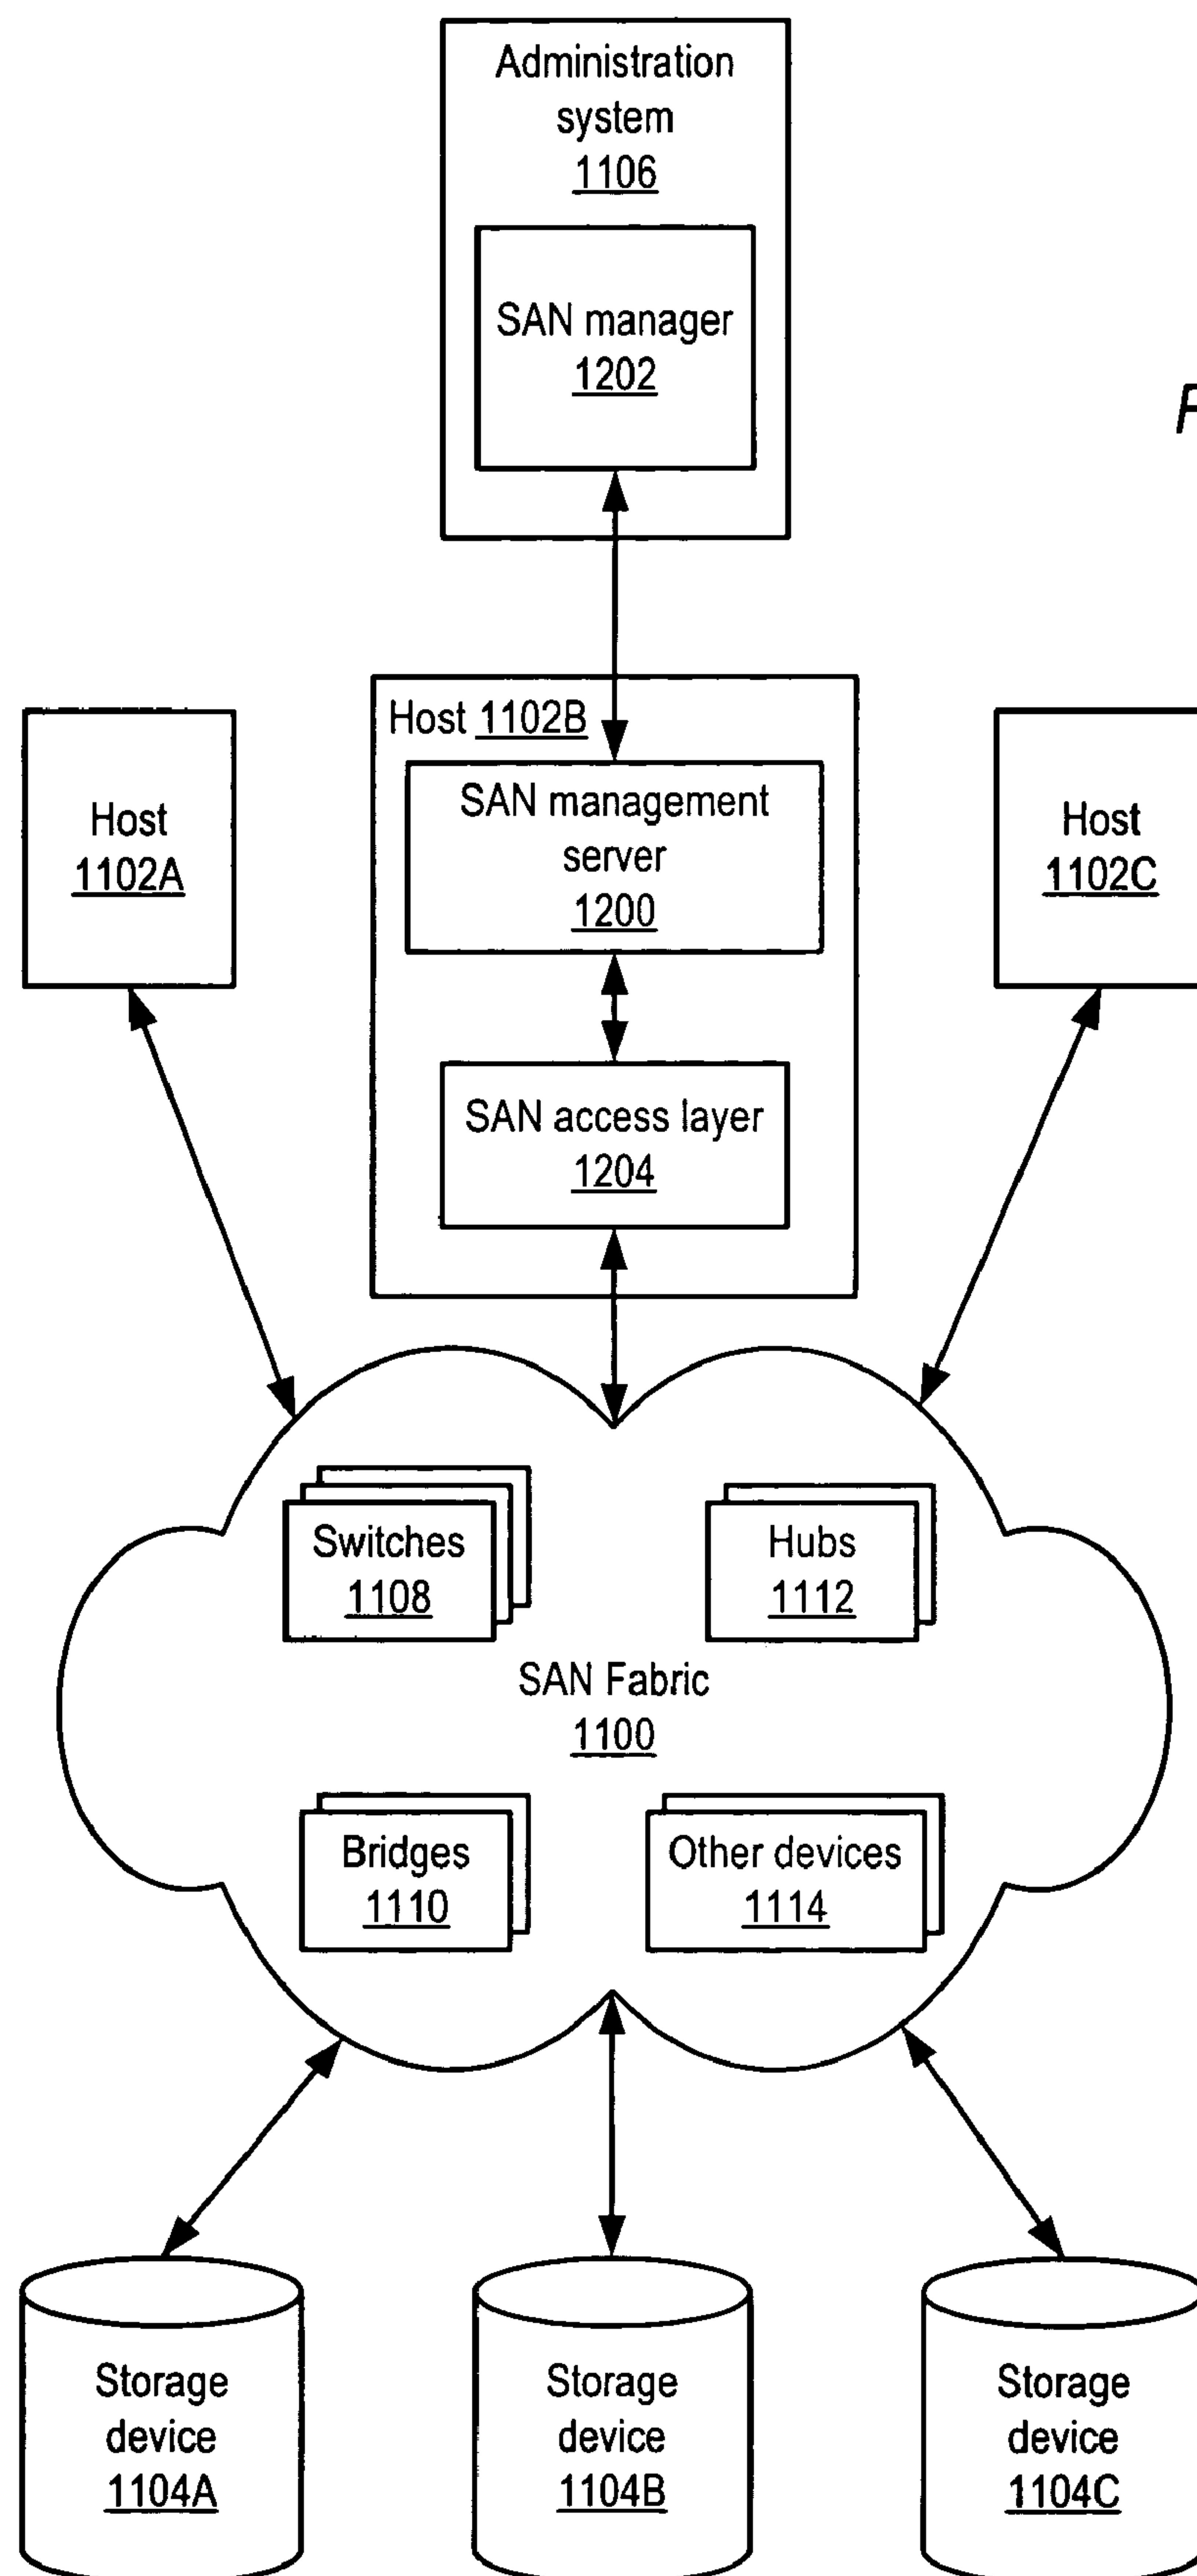 Administration
system
1106
SAN manager
1202
F
Host 1102B
SAN management
server
1200
Host
1102A
Host
1102C
SAN access layer
1204
Switches
1108
Hubs
1112
SAN Fabric
1100
Bridges
1110
Other devices
1114
Storage
device
1104A
Storage
device
1104B
Storage
device
1104C